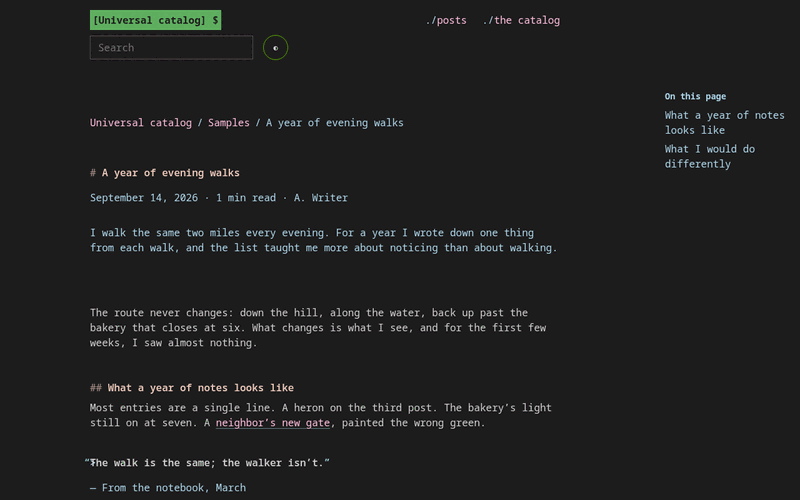 [Universal catalog] $
./posts ./the catalog
Search
On this page
What a year of notes
looks like
What I would do
differently
Universal catalog / Samples / A year of evening walks
# A year of evening walks
September 14, 2026 · 1 min read · A. Writer
I walk the same two miles every evening. For a year I wrote down one thing
from each walk, and the list taught me more about noticing than about walking.
The route never changes: down the hill, along the water, back up past the
bakery that closes at six. What changes is what I see, and for the first few
weeks, I saw almost nothing.
## What a year of notes looks like
Most entries are a single line. A heron on the third post. The bakery’s light
still on at seven. A neighbor’s new gate, painted the wrong green.
“The walk is the same; the walker isn’t.”
— From the notebook, March